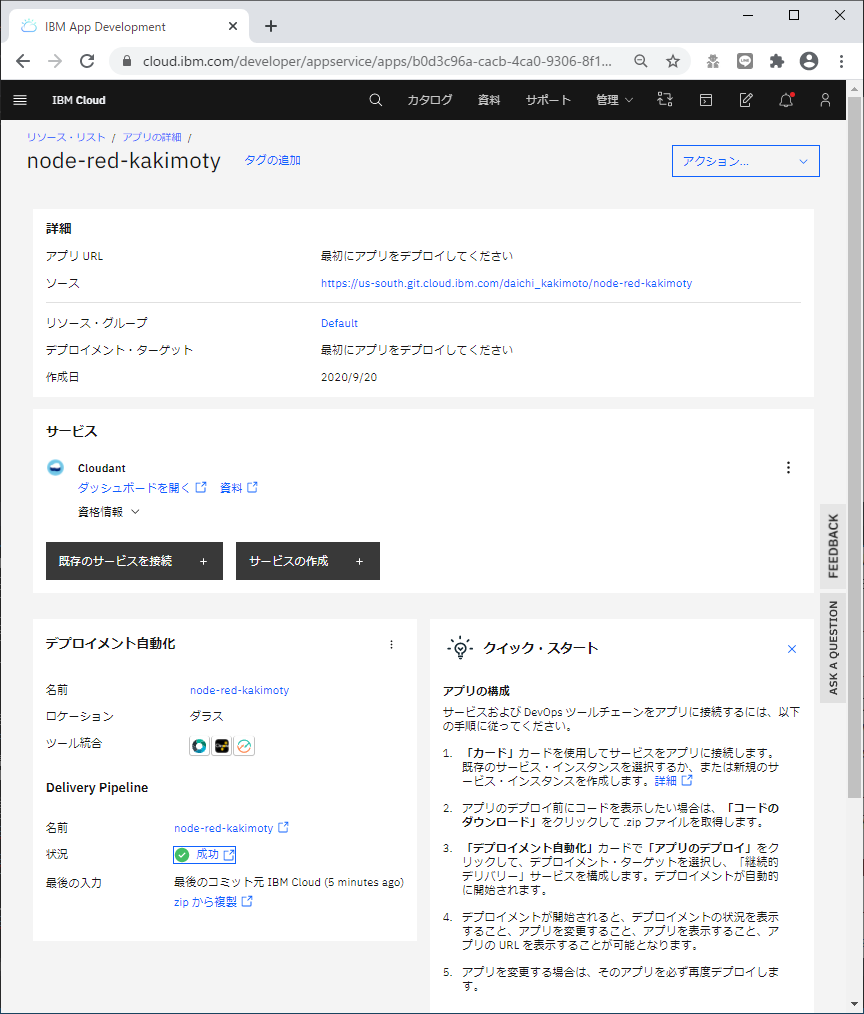 IBM App Development
cloud.ibm.com/developer/appservice/apps/b0d3c96a-cacb-4ca0-9306-8f1...
IBM Cloud
カタログ
資料
サポート
管理
リソース・リスト / アプリの詳細 /
node-red-kakimoty
タグの追加
アクション...
詳細
アプリ URL
最初にアプリをデプロイしてください
ソース
https://us-south.git.cloud.ibm.com/daichi_kakimoto/node-red-kakimoty
リソース・グループ
Default
デプロイメント・ターゲット
最初にアプリをデプロイしてください
作成日
2020/9/20
サービス
Cloudant
ダッシュボードを開く
資料
資格情報
既存のサービスを接続 +
サービスの作成 +
FEEDBACK
ASK A QUESTION
デプロイメント自動化
名前
node-red-kakimoty
ロケーション
ダラス
ツール統合
Delivery Pipeline
名前
node-red-kakimoty
状況
成功
最後の入力
最後のコミット元 IBM Cloud (5 minutes ago)
zip から複製
クイック・スタート
アプリの構成
サービスおよび DevOps ツールチェーンをアプリに接続するには、以下
の手順に従ってください。
1. 「カード」カードを使用してサービスをアプリに接続します。
既存のサービス・インスタンスを選択するか、または新規のサ
ービス・インスタンスを作成します。詳細
2. アプリのデプロイ前にコードを表示したい場合は、「コードの
ダウンロード」をクリックして .zip ファイルを取得します。
3. 「デプロイメント自動化」カードで「アプリのデプロイ」をク
リックして、デプロイメント・ターゲットを選択し、「継続的
デリバリー」サービスを構成します。デプロイメントが自動的
に開始されます。
4. デプロイメントが開始されると、デプロイメントの状況を表示
すること、アプリを変更すること、アプリを表示すること、ア
プリの URL を表示することが可能となります。
5. アプリを変更する場合は、そのアプリを必ず再度デプロイしま
す。